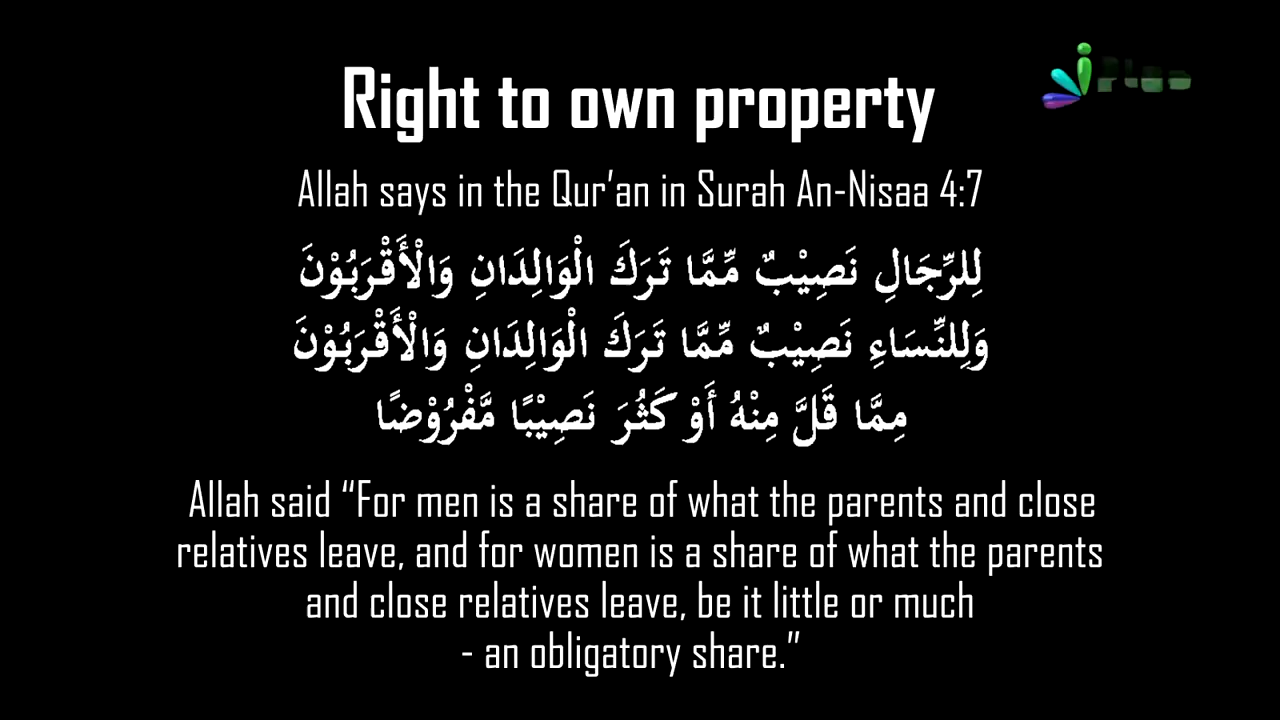 Right to own property
Allah says in the Qur’an in Surah An-Nisaa 4:7
لِلرِّجَالِ نَصِيْبٌ مِّمَّا تَرَكَ الْوَالِدَانِ وَالْأَقْرَبُوْنَ
وَلِلنِّسَاءِ نَصِيْبٌ مِّمَّا تَرَكَ الْوَالِدَانِ وَالْأَقْرَبُوْنَ
مِمَّا قَلَّ مِنْهُ أَوْ كَثُرَ نَصِيْبًا مَّفْرُوْضًا
Allah said “For men is a share of what the parents and close
relatives leave, and for women is a share of what the parents
and close relatives leave, be it little or much
- an obligatory share.”